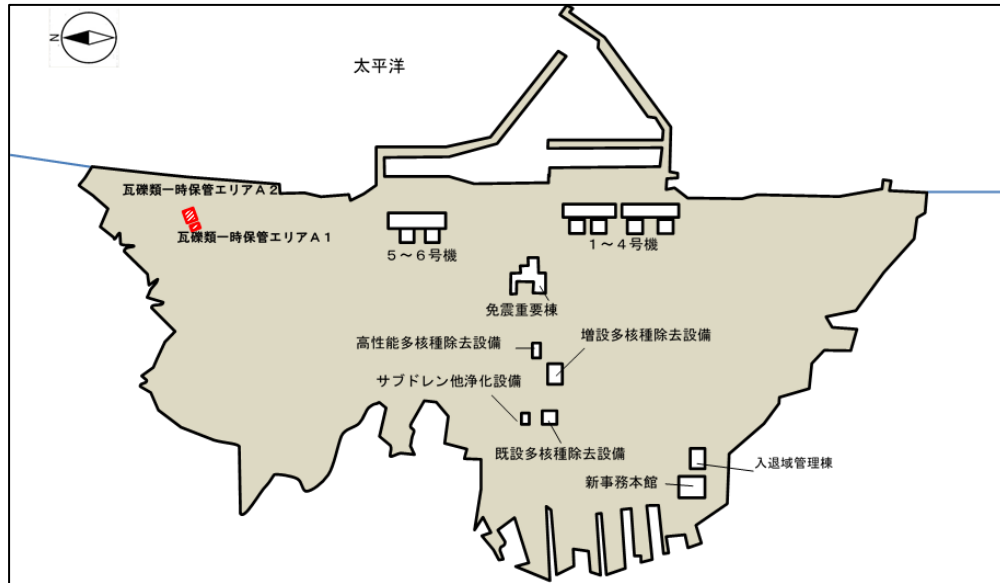 N
太平洋
瓦礫類一時保管エリアＡ２
瓦礫類一時保管エリアＡ１
５～６号機
１～４号機
免震重要棟
高性能多核種除去設備
増設多核種除去設備
サブドレン他浄化設備
既設多核種除去設備
入退域管理棟
新事務本館